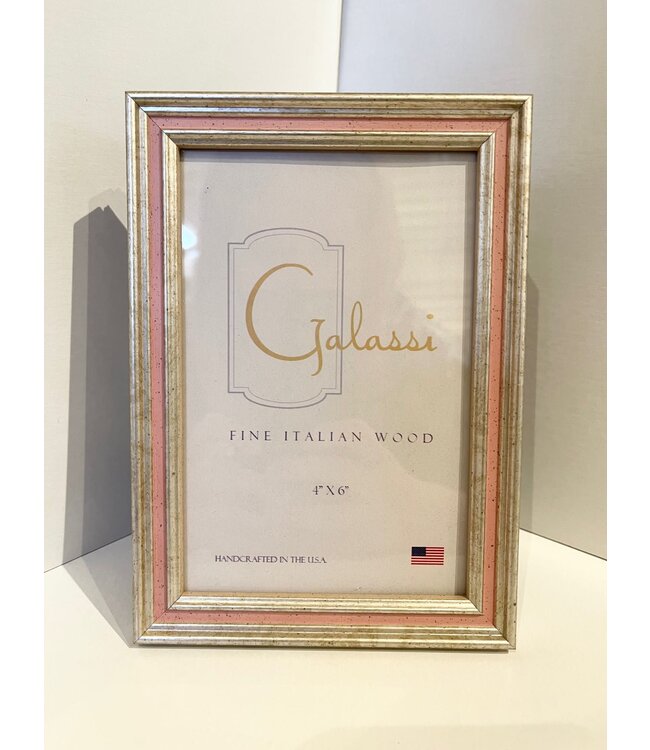 Galassi
FINE ITALIAN WOOD
4" X 6"
HANDCRAFTED IN THE U.S.A.